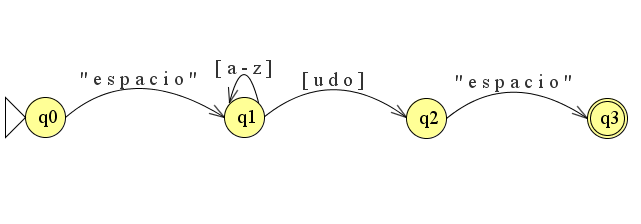 "espacio"
[a-z]
[udo]
"espacio"
q0
q1
q2
q3